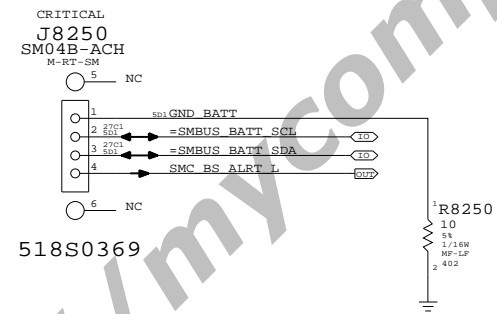 CRITICAL
J8250
SM04B-ACH
M-RT-SM
5 NC
1 5D1 GND_BATT
2 27C1 5D1 =SMBUS_BATT_SCL IO
3 27C1 5D1 =SMBUS_BATT_SDA IO
4 SMC_BS_ALRT_L OUT
6 NC
518S0369
1 R8250
10
5%
1/16W
MF-LF
2 402
/mycom